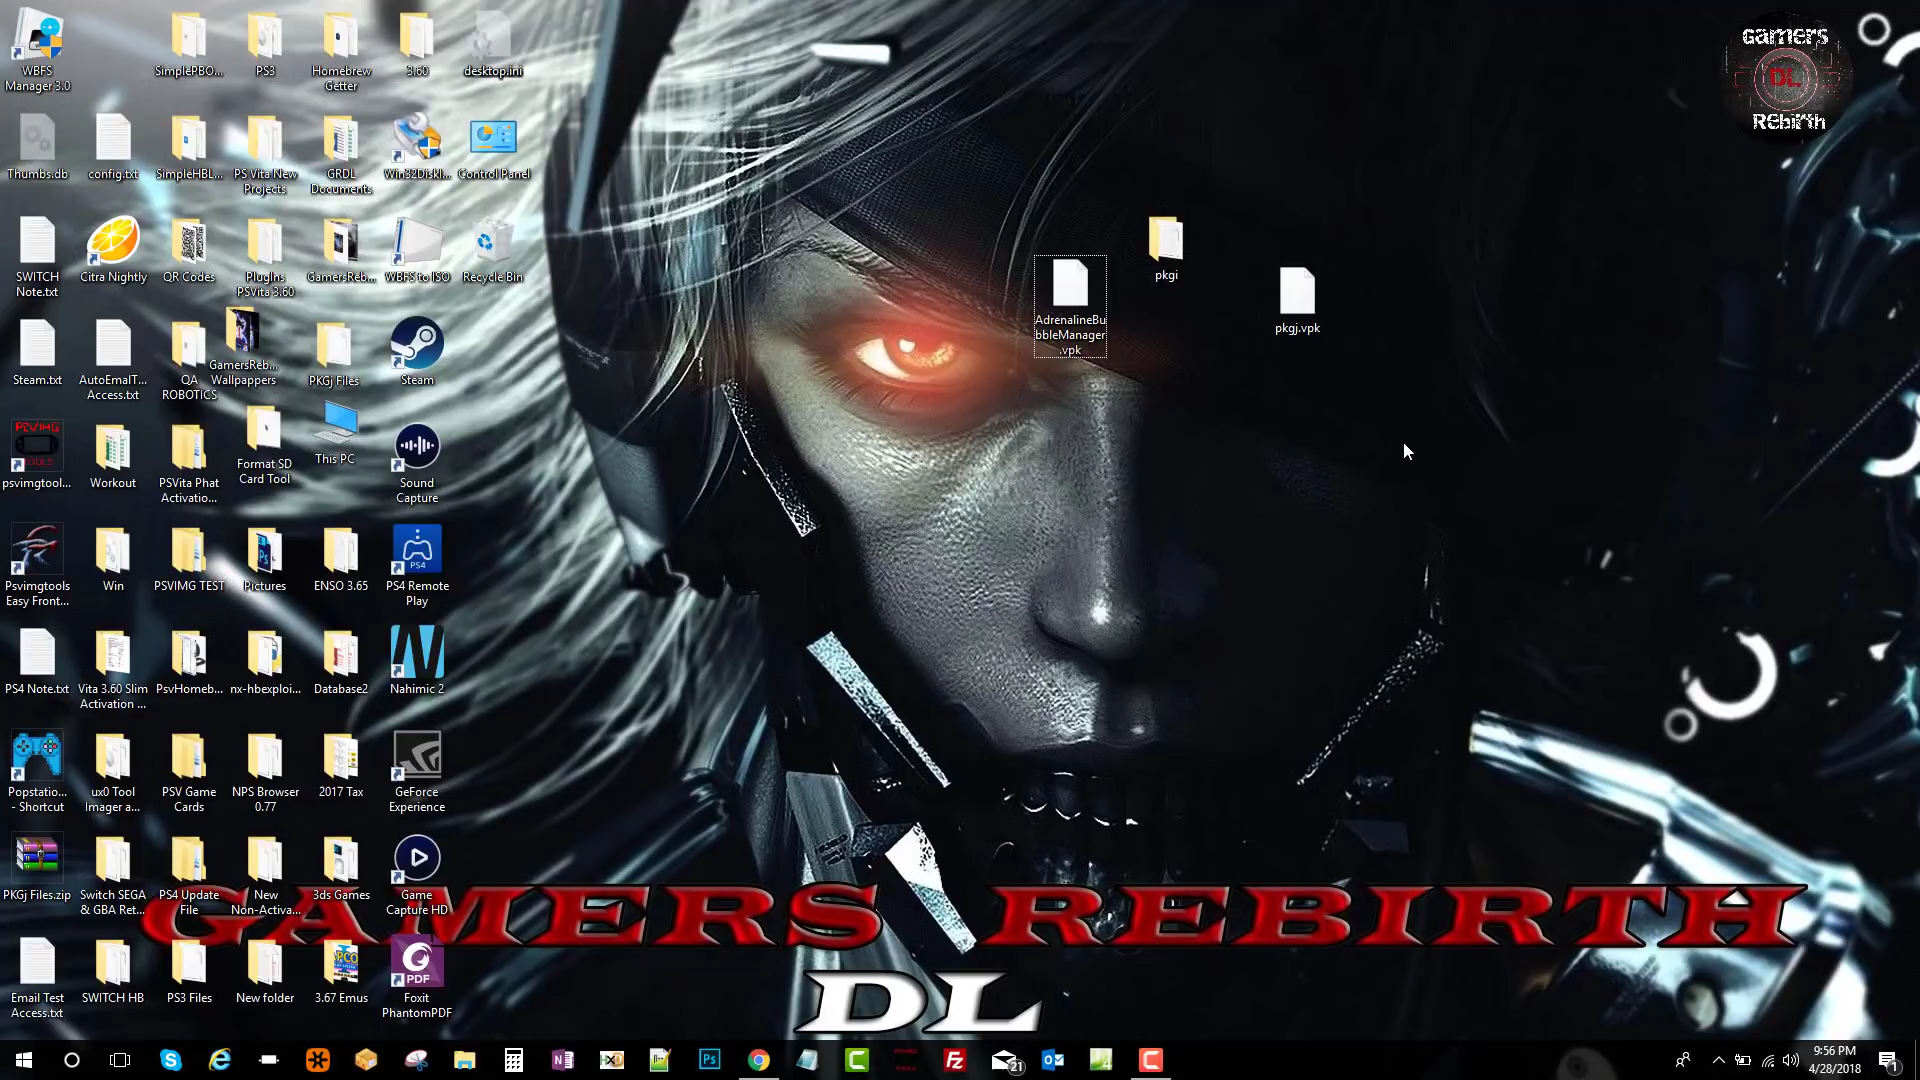 WBFS
Manager 3.0
SimplePBO...
PS3
Homebrew
Getter
3.60
desktop.ini
Thumbs.db
config.txt
SimpleHBL...
PS Vita New
Projects
GRDL
Documents
Win32DiskI...
Control Panel
SWITCH
Note.txt
Citra Nightly
QR Codes
PlugIns
PSVita 3.60
GamersReb...
WBFS to ISO
Recycle Bin
Steam.txt
AutoEmalT...
Access.txt
QA
ROBOTICS
GamersReb...
Wallpappers
PKGj Files
Steam
PSVIMG
psvimgtool...
Workout
PSVita Phat
Activatio...
Format SD
Card Tool
This PC
Sound
Capture
Psvimgtools
Easy Front...
Win
PSVIMG TEST
Pictures
ENSO 3.65
PS4
PS4 Remote
Play
PS4 Note.txt
Vita 3.60 Slim
Activation ...
PsvHomeb...
nx-hbexploi...
Database2
Nahimic 2
Popstatio...
- Shortcut
ux0 Tool
Imager a...
PSV Game
Cards
NPS Browser
0.77
2017 Tax
GeForce
Experience
PKGj Files.zip
Switch SEGA
& GBA Ret...
PS4 Update
File
New
Non-Activa...
3ds Games
Game
Capture HD
Email Test
Access.txt
SWITCH HB
PS3 Files
New folder
3.67 Emus
PDF
Foxit
PhantomPDF
AdrenalineBu
bbleManager
.vpk
pkgi
pkgj.vpk
GamerS
DL
REbirth
GAMERS REBIRTH
DL
21
9:56 PM
4/28/2018
1